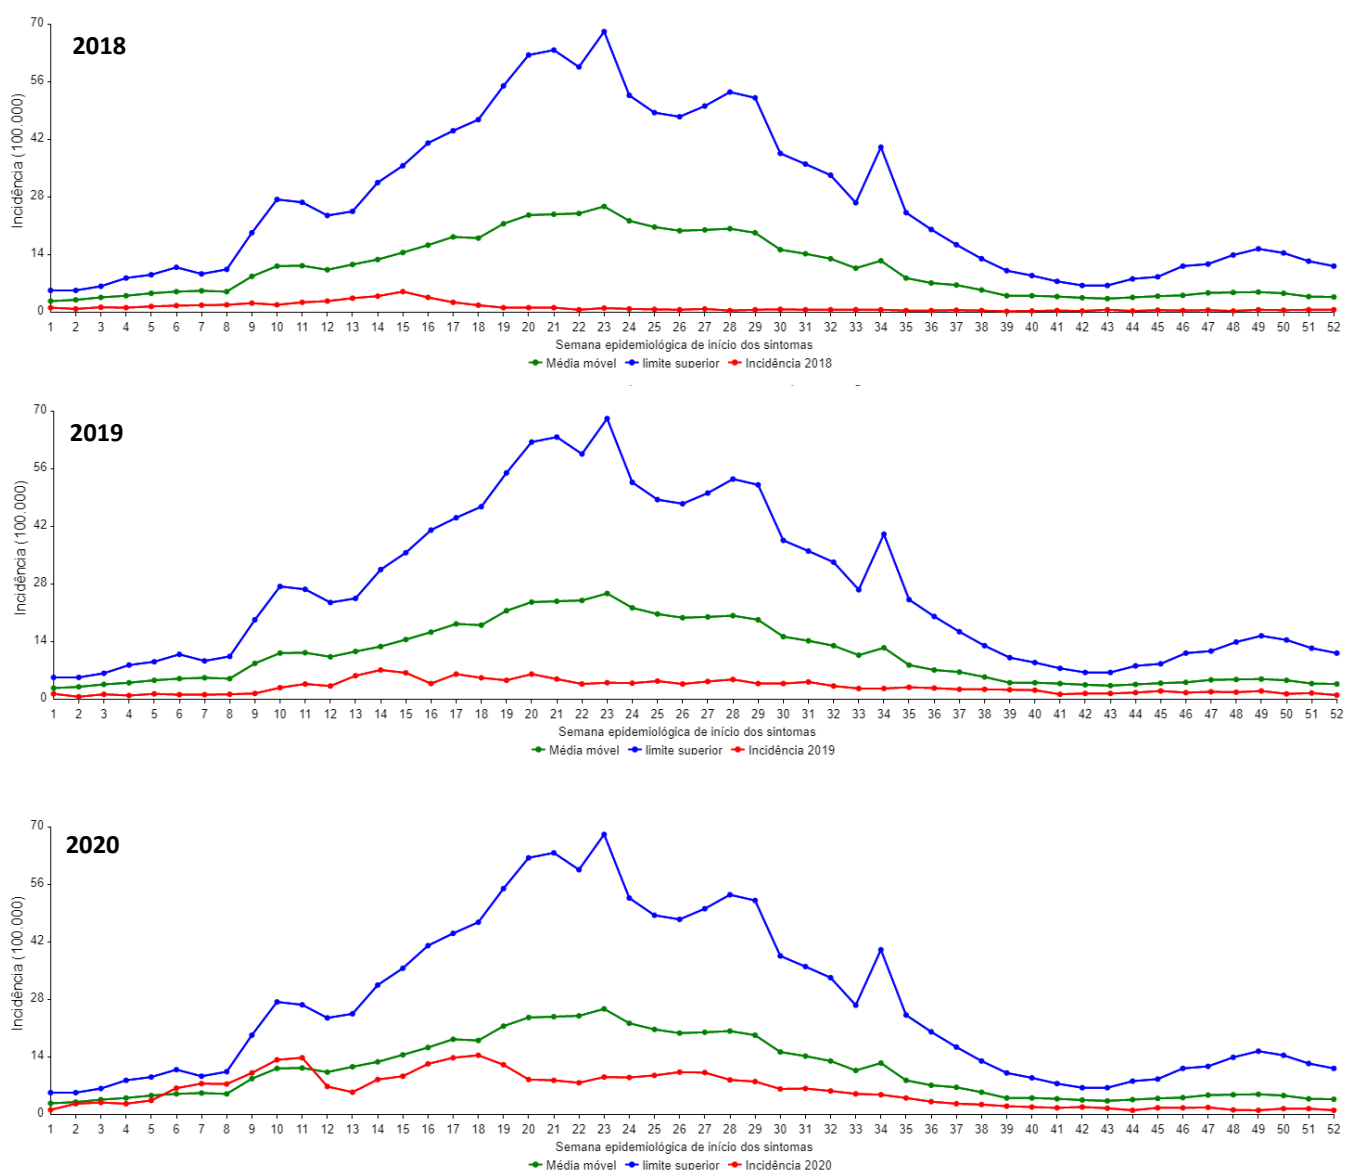 2018
70
56
42
28
14
0
Incidência (100.000)
1 2 3 4 5 6 7 8 9 10 11 12 13 14 15 16 17 18 19 20 21 22 23 24 25 26 27 28 29 30 31 32 33 34 35 36 37 38 39 40 41 42 43 44 45 46 47 48 49 50 51 52
Semana epidemiológica de início dos sintomas
Média móvel limite superior Incidência 2018
2019
70
56
42
28
14
0
Incidência (100.000)
1 2 3 4 5 6 7 8 9 10 11 12 13 14 15 16 17 18 19 20 21 22 23 24 25 26 27 28 29 30 31 32 33 34 35 36 37 38 39 40 41 42 43 44 45 46 47 48 49 50 51 52
Semana epidemiológica de início dos sintomas
Média móvel limite superior Incidência 2019
2020
70
56
42
28
14
0
Incidência (100.000)
1 2 3 4 5 6 7 8 9 10 11 12 13 14 15 16 17 18 19 20 21 22 23 24 25 26 27 28 29 30 31 32 33 34 35 36 37 38 39 40 41 42 43 44 45 46 47 48 49 50 51 52
Semana epidemiológica de início dos sintomas
Média móvel limite superior Incidência 2020